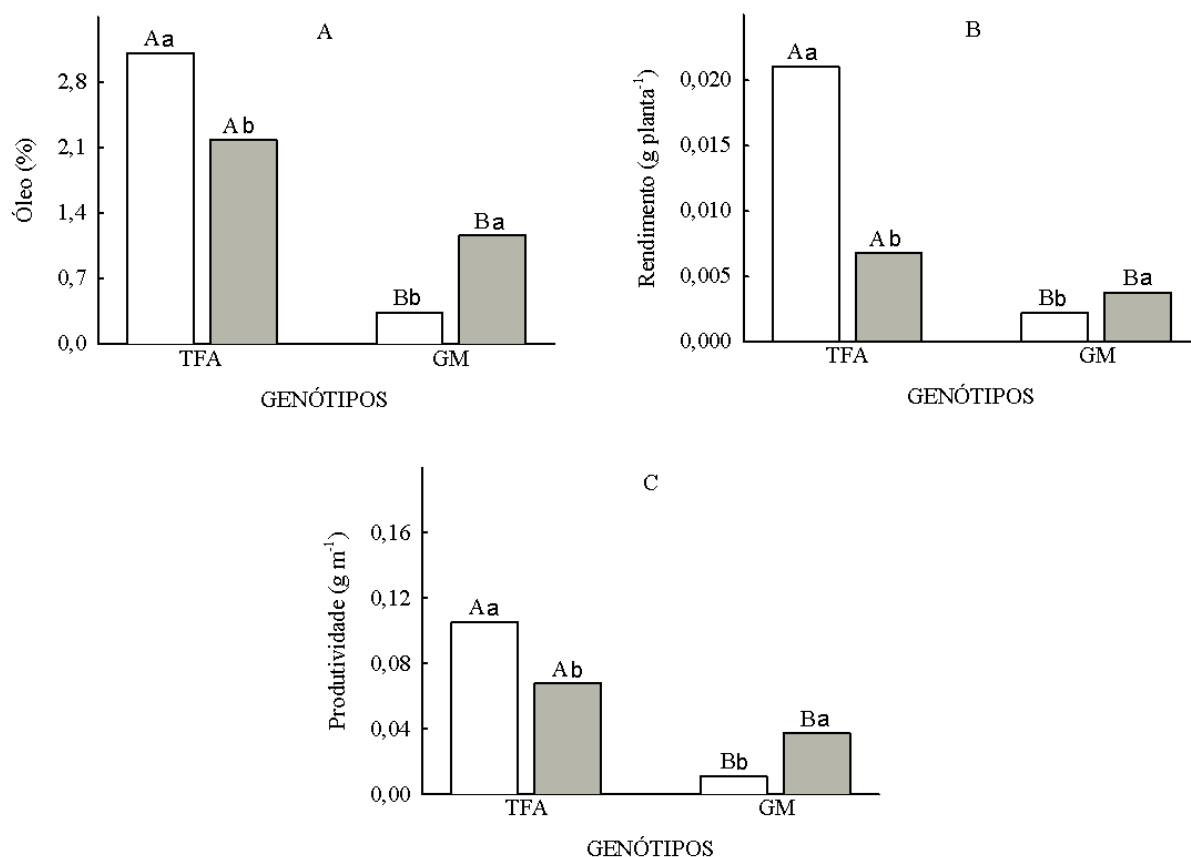 A
Óleo (%)
2,8
2,1
1,4
0,7
0,0
Aa
Ab
Bb
Ba
TFA GM
GENÓTIPOS
B
Rendimento (g planta⁻¹)
0,020
0,015
0,010
0,005
0,000
Aa
Ab
Bb
Ba
TFA GM
GENÓTIPOS
C
Produtividade (g m⁻¹)
0,16
0,12
0,08
0,04
0,00
Aa
Ab
Bb
Ba
TFA GM
GENÓTIPOS